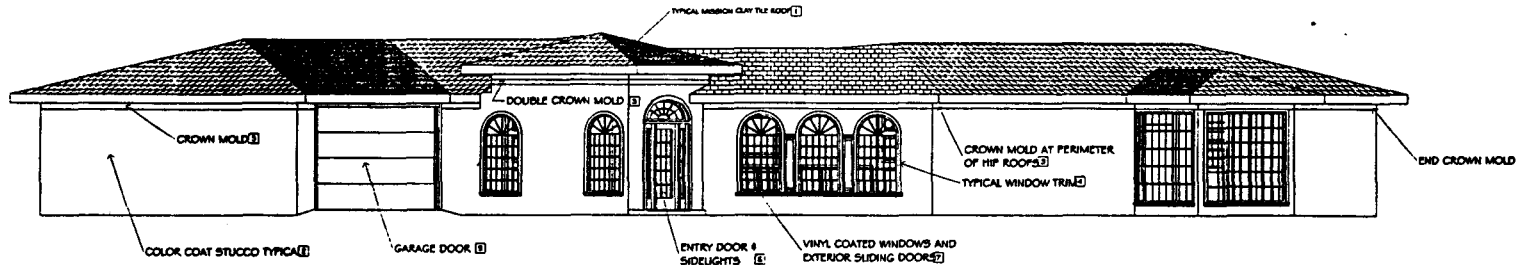 TYPICAL MISSION CLAY TILE ROOF 1
DOUBLE CROWN MOLD 3
CROWN MOLD 3
CROWN MOLD AT PERIMETER
OF HIP ROOFS 3
END CROWN MOLD
TYPICAL WINDOW TRIM 4
COLOR COAT STUCCO TYPICAL
GARAGE DOOR
ENTRY DOOR &
SIDELIGHTS 6
VINYL COATED WINDOWS AND
EXTERIOR SLIDING DOORS 7